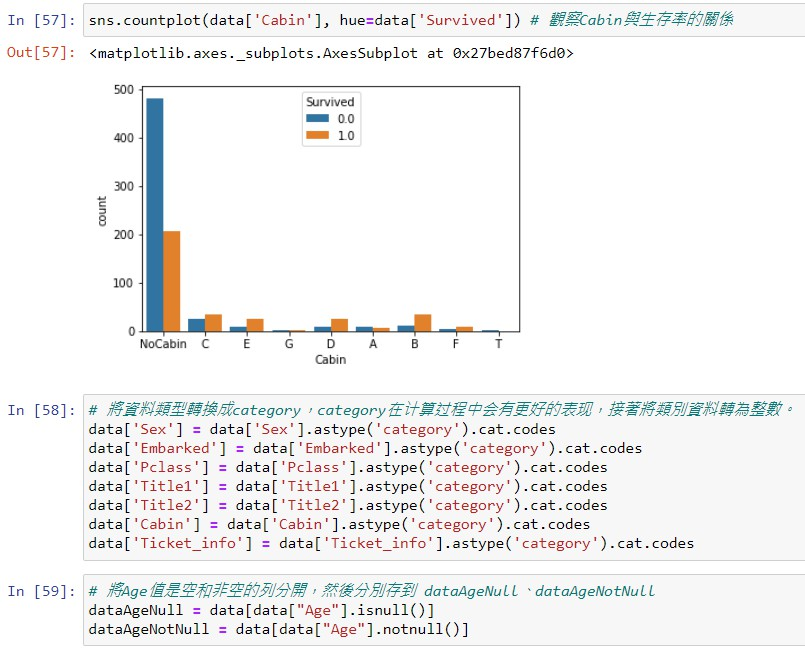 In [57]: sns.countplot(data['Cabin'], hue=data['Survived']) # 觀察Cabin與生存率的關係
Out[57]: <matplotlib.axes._subplots.AxesSubplot at 0x27bed87f6d0>
500
400
300
200
100
0
count
Survived
0.0
1.0
NoCabin C E G D A B F T
Cabin
In [58]: # 將資料類型轉換成category，category在计算过程中会有更好的表现，接著將類別資料轉為整數。
data['Sex'] = data['Sex'].astype('category').cat.codes
data['Embarked'] = data['Embarked'].astype('category').cat.codes
data['Pclass'] = data['Pclass'].astype('category').cat.codes
data['Title1'] = data['Title1'].astype('category').cat.codes
data['Title2'] = data['Title2'].astype('category').cat.codes
data['Cabin'] = data['Cabin'].astype('category').cat.codes
data['Ticket_info'] = data['Ticket_info'].astype('category').cat.codes
In [59]: # 將Age值是空和非空的列分開，然後分別存到 dataAgeNull、dataAgeNotNull
dataAgeNull = data[data["Age"].isnull()]
dataAgeNotNull = data[data["Age"].notnull()]